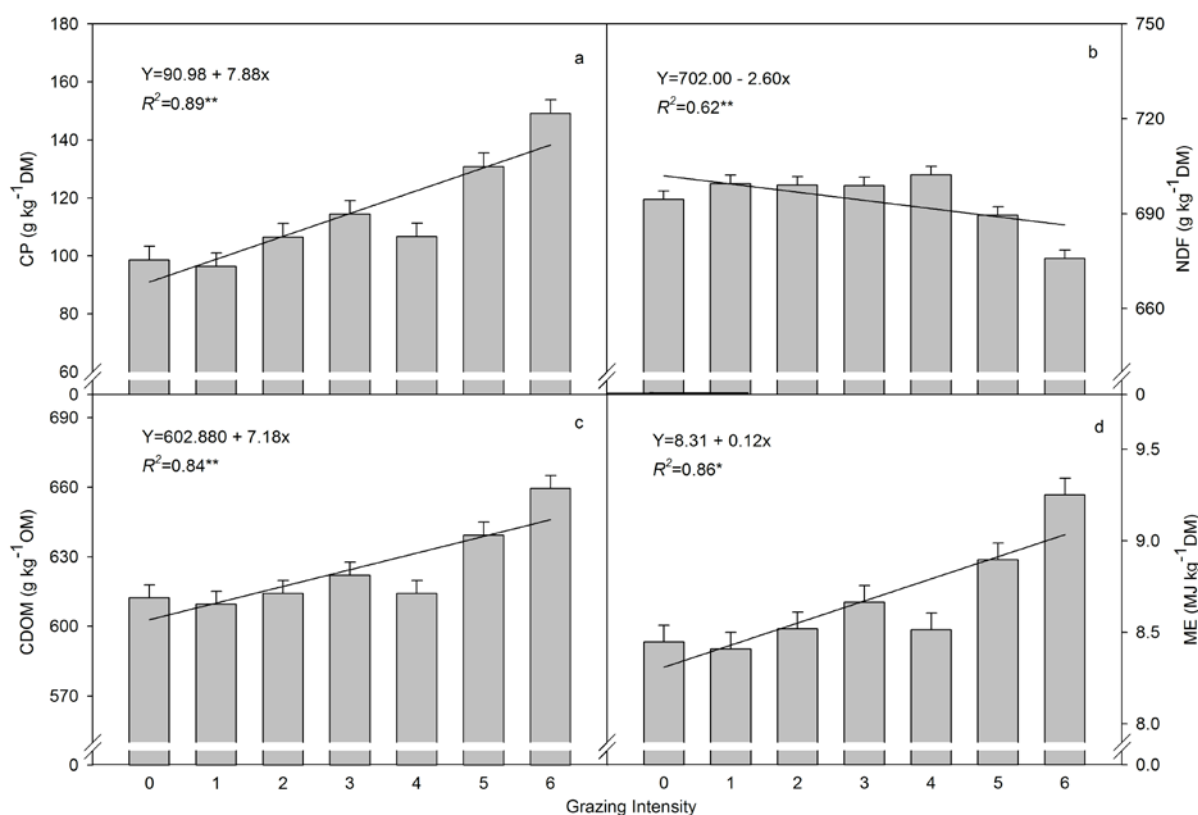 180
160
140
120
100
80
60
0
CP (g kg⁻¹DM)
Y=90.98 + 7.88x
R²=0.89**
a
Y=702.00 - 2.60x
R²=0.62**
b
750
720
690
660
0
NDF (g kg⁻¹DM)
690
660
630
600
570
0
CDOM (g kg⁻¹OM)
Y=602.880 + 7.18x
R²=0.84**
c
Y=8.31 + 0.12x
R²=0.86*
d
9.5
9.0
8.5
8.0
0.0
ME (MJ kg⁻¹DM)
0 1 2 3 4 5 6
0 1 2 3 4 5 6
Grazing Intensity